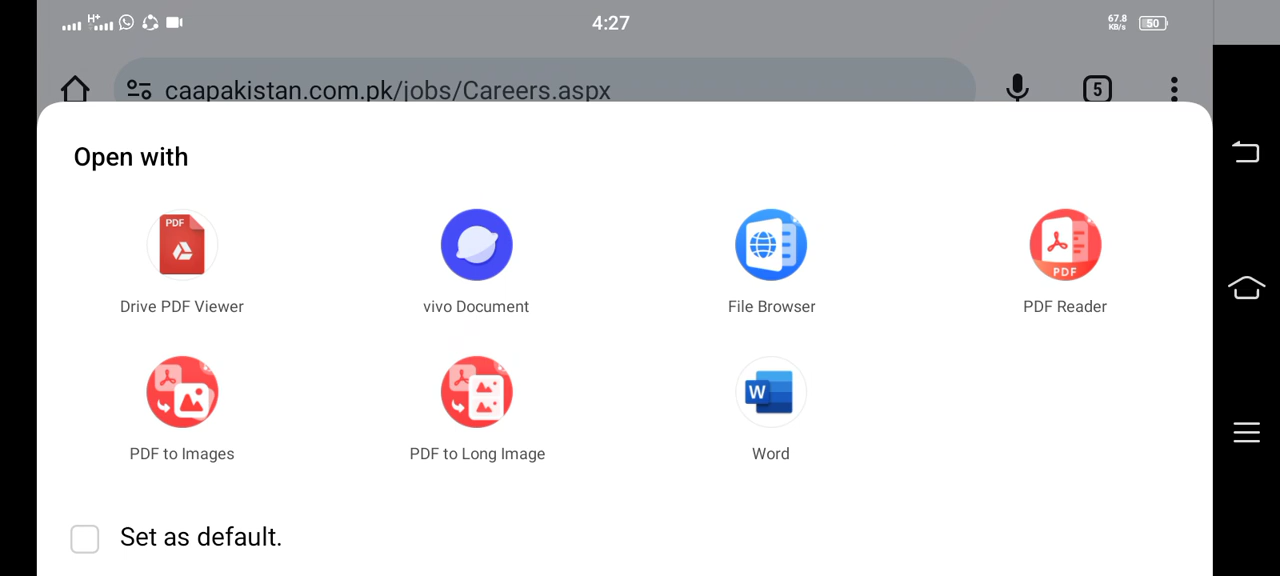 H+ 4:27 67.8 KB/s 50
caapakistan.com.pk/jobs/Careers.aspx 5
Open with
PDF PDF
Drive PDF Viewer vivo Document File Browser PDF Reader
W
PDF to Images PDF to Long Image Word
Set as default.